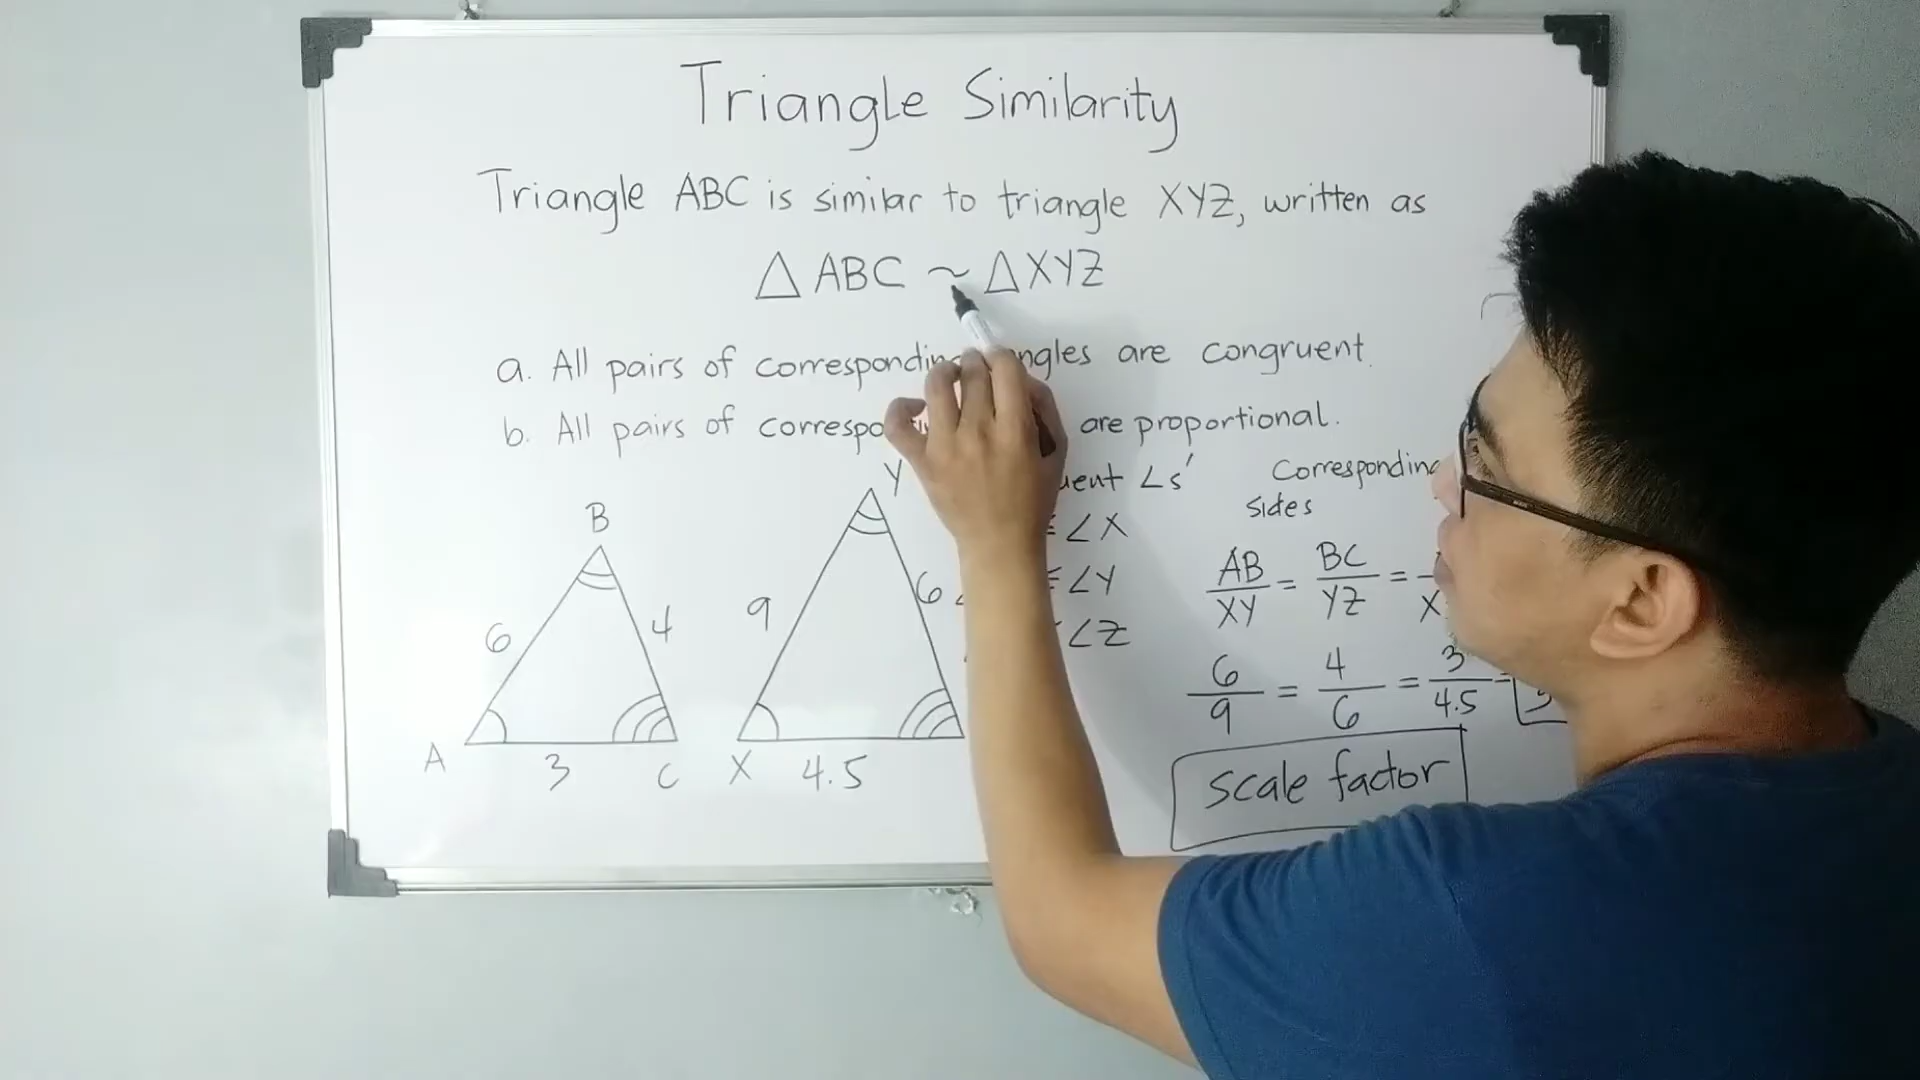 Triangle Similarity
Triangle ABC is similar to triangle XYZ, written as
△ ABC ~ △XYZ
a. All pairs of corresponding angles are congruent.
b. All pairs of are proportional.
∠s'
Corresponding
sides
∠X
∠Y
∠Z
AB/XY = BC/YZ =
6/9 = 4/6 = 3/4.5 =
scale factor
B
6
4
A
3
C
Y
9
6
X
4.5